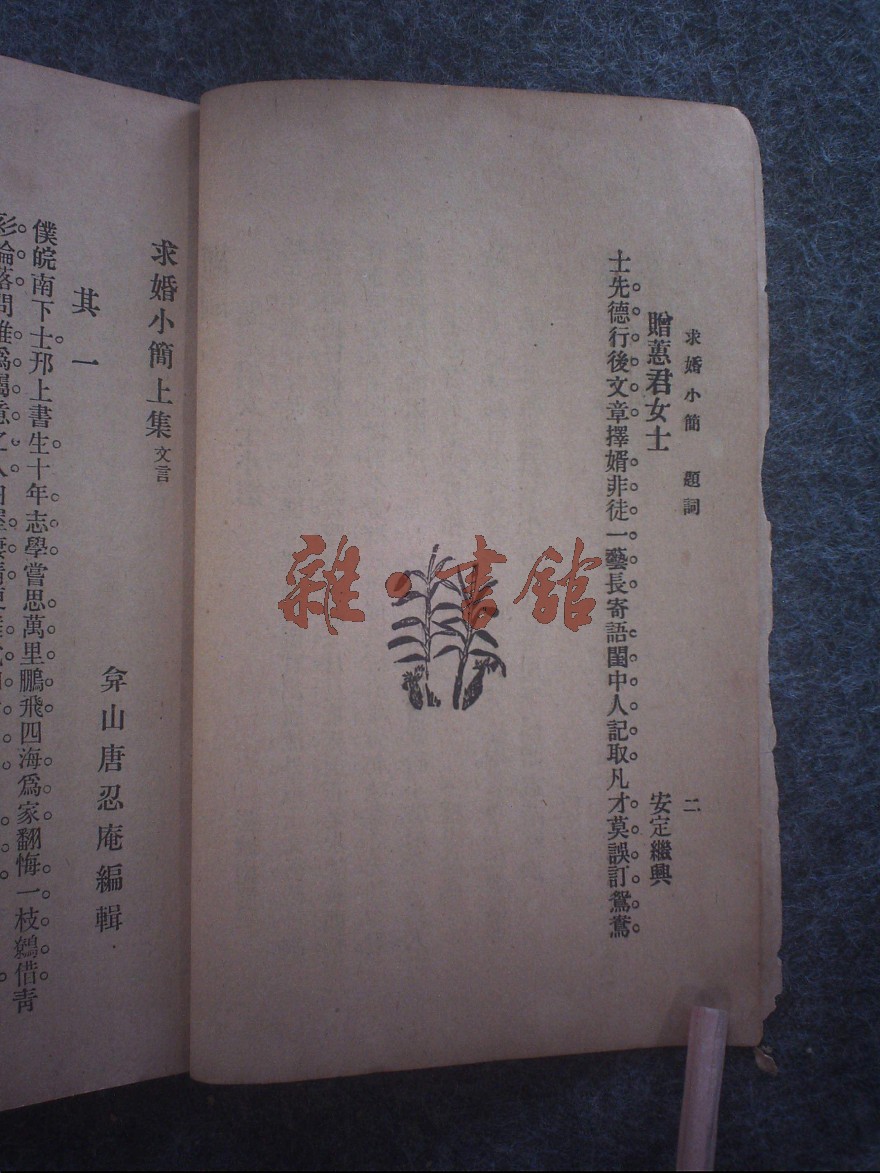 求婚小簡 題詞 二
贈蕙君女士 安定繼興
士先德行後文章擇婿非徒一藝長寄語閨中人記取凡才莫誤訂鴛鴦
雜·書舘
求婚小簡上集 文言
弇山唐忍庵編輯
其一
僕皖南下士邗上書生十年志學嘗思萬里鵬飛四海爲家翻悔一枝鷦借青